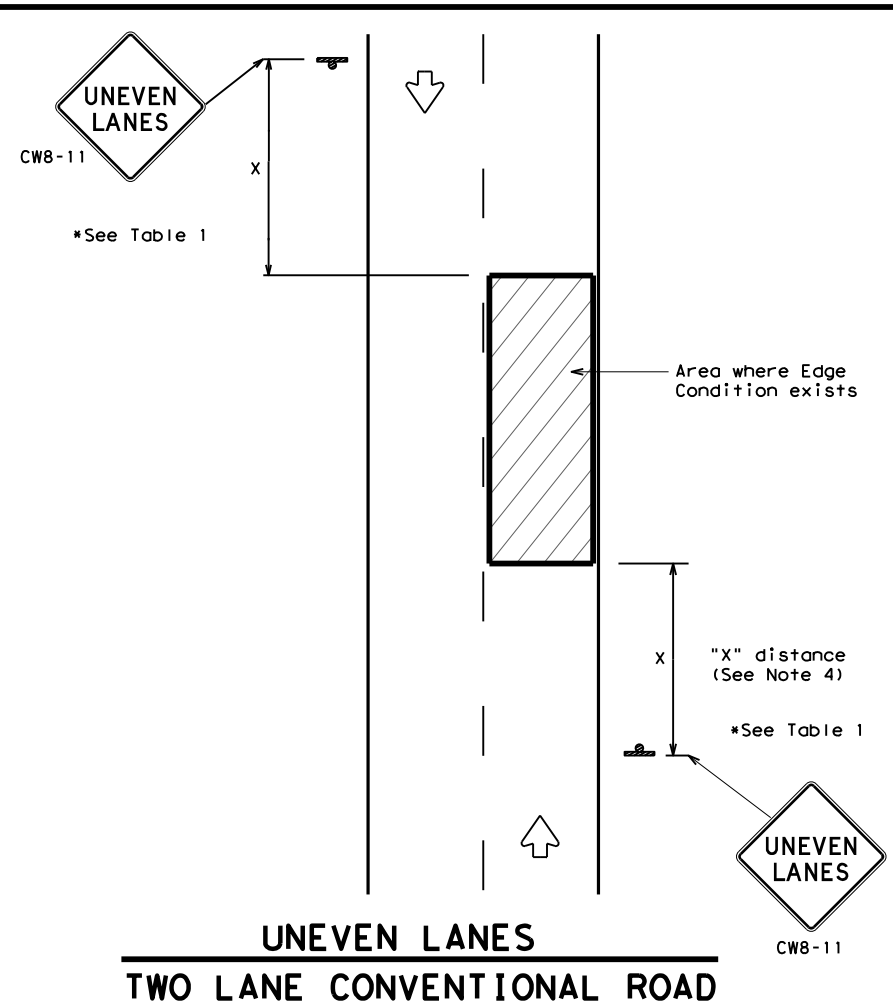 UNEVEN
LANES
CW8-11
X
*See Table 1
Area where Edge
Condition exists
X
"X" distance
(See Note 4)
*See Table 1
UNEVEN
LANES
CW8-11
UNEVEN LANES
TWO LANE CONVENTIONAL ROAD